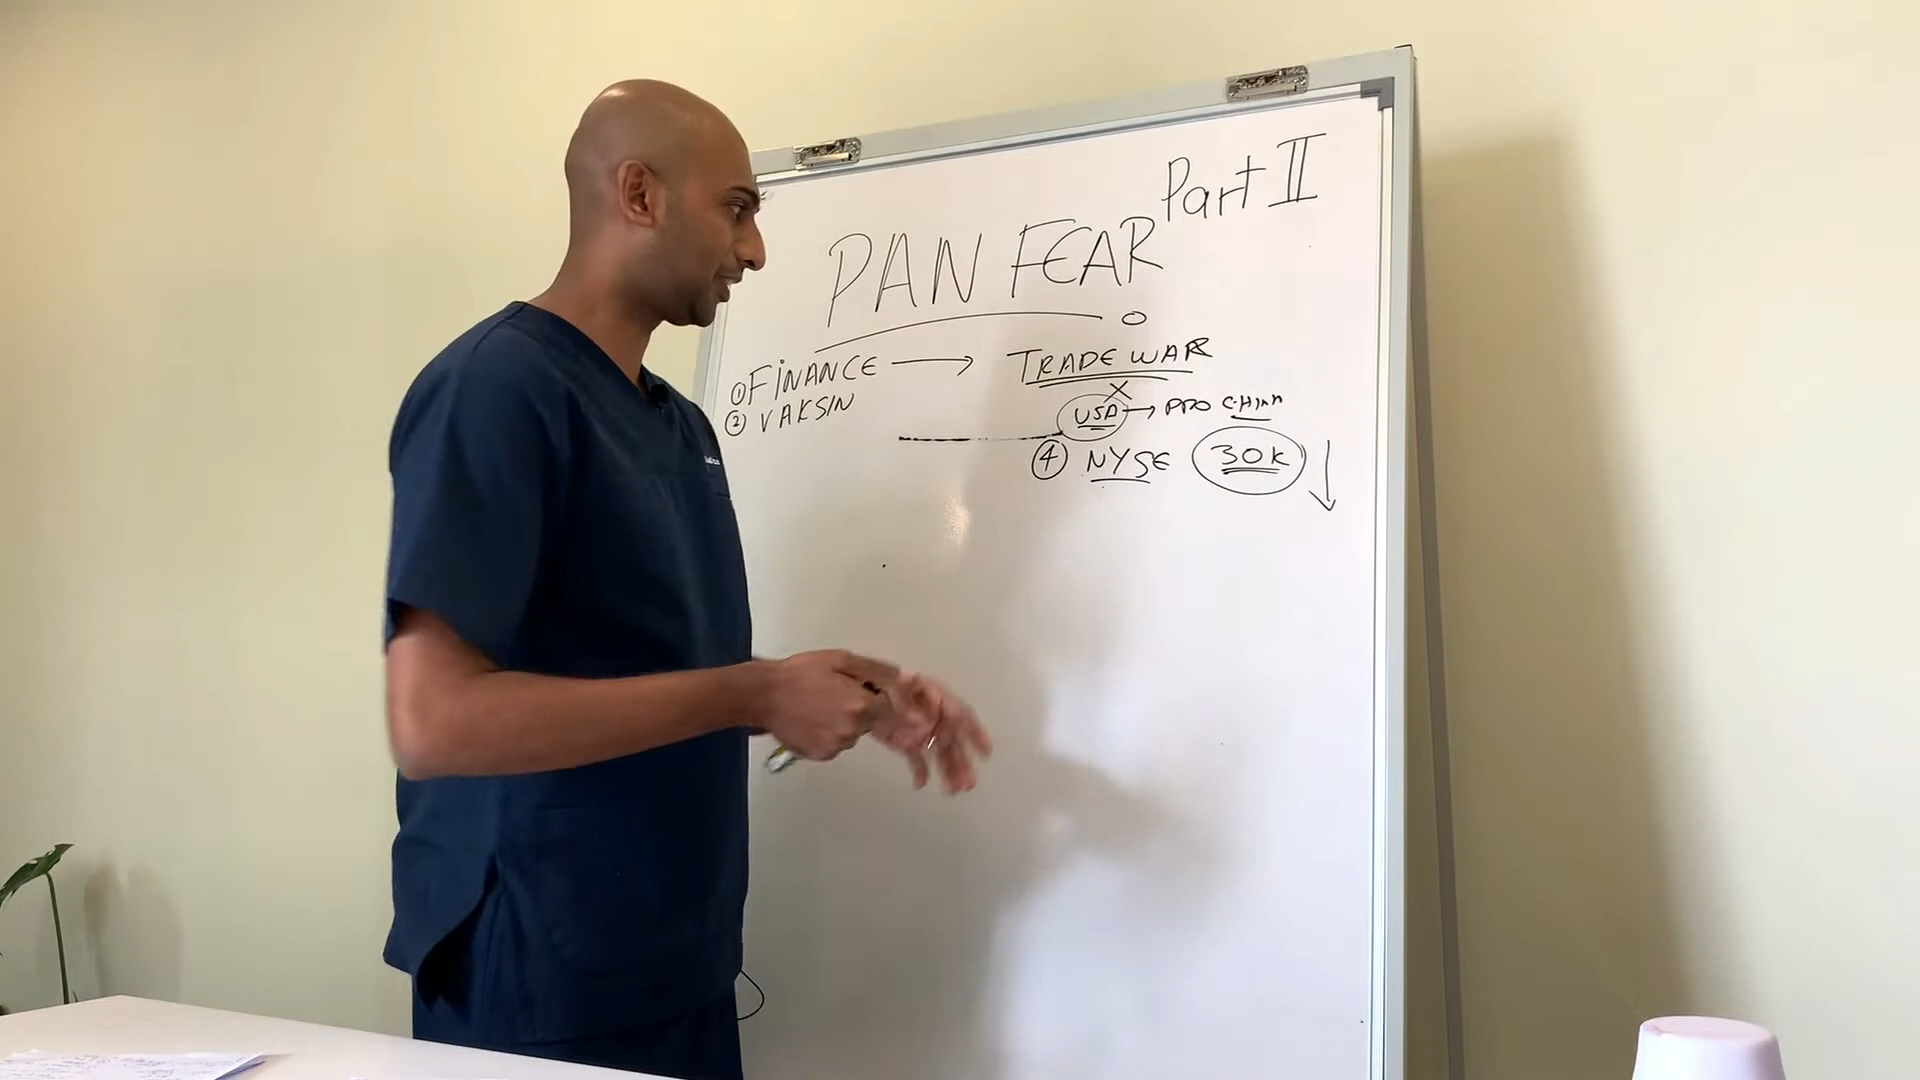 Part II
PAN FEAR
① FiNANCE → TRADE WAR
② VAKSIN
X
USA → PRO CHINA
④ NYSE 30K ↓